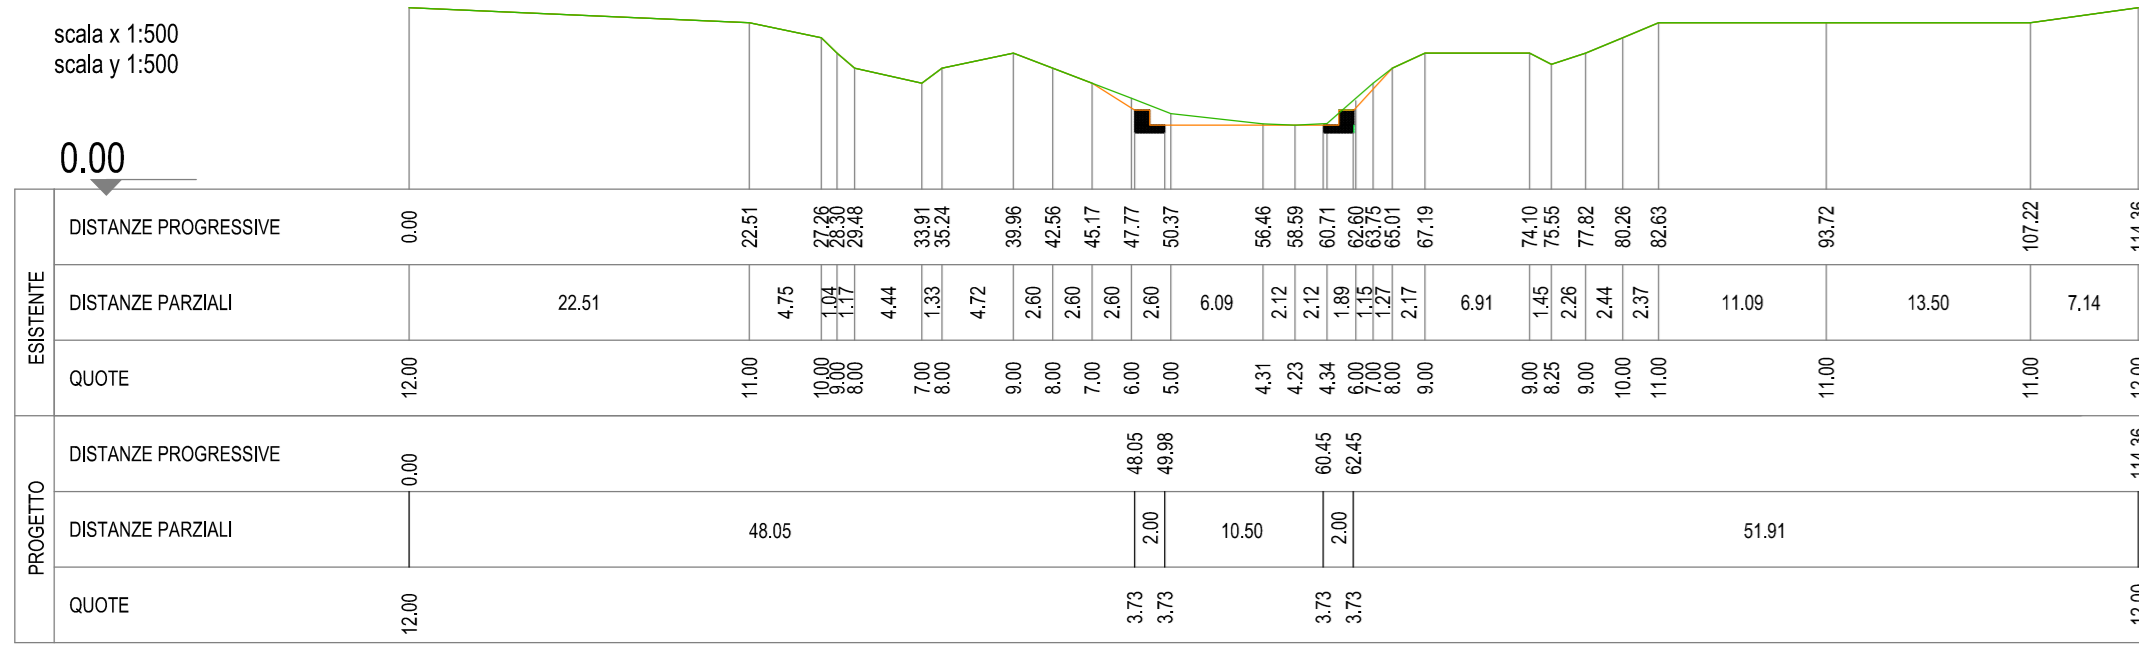 scala x 1:500
scala y 1:500
0.00
ESISTENTE
DISTANZE PROGRESSIVE
0.00 22.51 27.26 28.30 29.48 33.91 35.24 39.96 42.56 45.17 47.77 50.37 56.46 58.59 60.71 62.60 63.75 65.01 67.19 74.10 75.55 77.82 80.26 82.63 93.72 107.22 114.36
DISTANZE PARZIALI
22.51 4.75 1.04 1.17 4.44 1.33 4.72 2.60 2.60 2.60 2.60 6.09 2.12 2.12 1.89 1.15 1.27 2.17 6.91 1.45 2.26 2.44 2.37 11.09 13.50 7.14
QUOTE
12.00 11.00 10.00 9.00 8.00 7.00 8.00 9.00 8.00 7.00 6.00 5.00 4.31 4.23 4.34 6.00 7.00 8.00 9.00 9.00 8.25 9.00 10.00 11.00 11.00 11.00 12.00
PROGETTO
DISTANZE PROGRESSIVE
0.00 48.05 49.98 60.45 62.45 114.36
DISTANZE PARZIALI
48.05 2.00 10.50 2.00 51.91
QUOTE
12.00 3.73 3.73 3.73 3.73 12.00